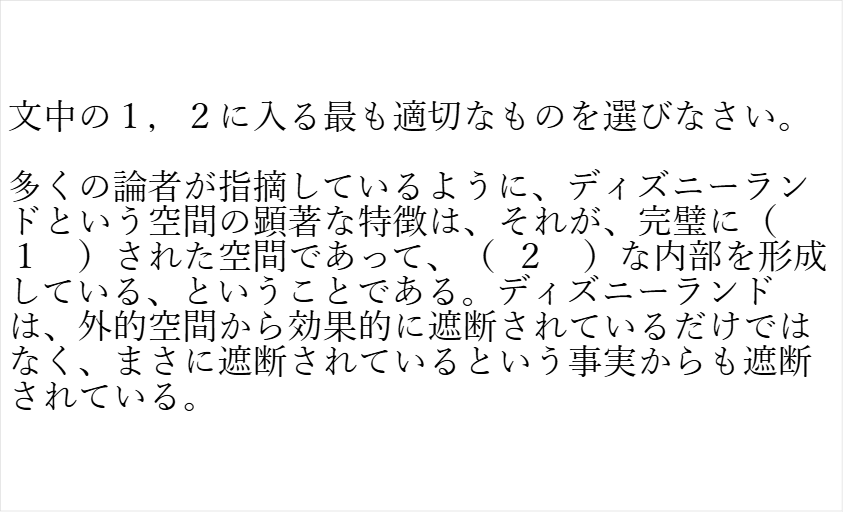 文中の１，２に入る最も適切なものを選びなさい。
多くの論者が指摘しているように、ディズニーラン
ドという空間の顕著な特徴は、それが、完璧に（
１　）された空間であって、（　２　）な内部を形成
している、ということである。ディズニーランド
は、外的空間から効果的に遮断されているだけでは
なく、まさに遮断されているという事実からも遮断
されている。